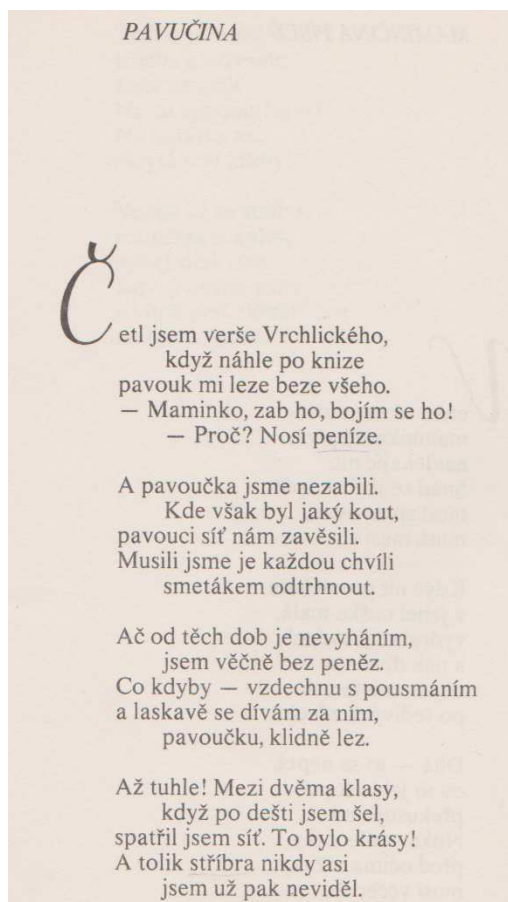 PAVUČINA
Četl jsem verše Vrchlického,
když náhle po knize
pavouk mi leze beze všeho.
— Maminko, zab ho, bojím se ho!
— Proč? Nosí peníze.
A pavoučka jsme nezabili.
Kde však byl jaký kout,
pavouci síť nám zavěsili.
Musili jsme je každou chvíli
smetákem odtrhnout.
Ač od těch dob je nevyháním,
jsem věčně bez peněz.
Co kdyby — vzdechnu s pousmáním
a laskavě se dívám za ním,
pavoučku, klidně lez.
Až tuhle! Mezi dvěma klasy,
když po dešti jsem šel,
spatřil jsem síť. To bylo krásy!
A tolik stříbra nikdy asi
jsem už pak neviděl.